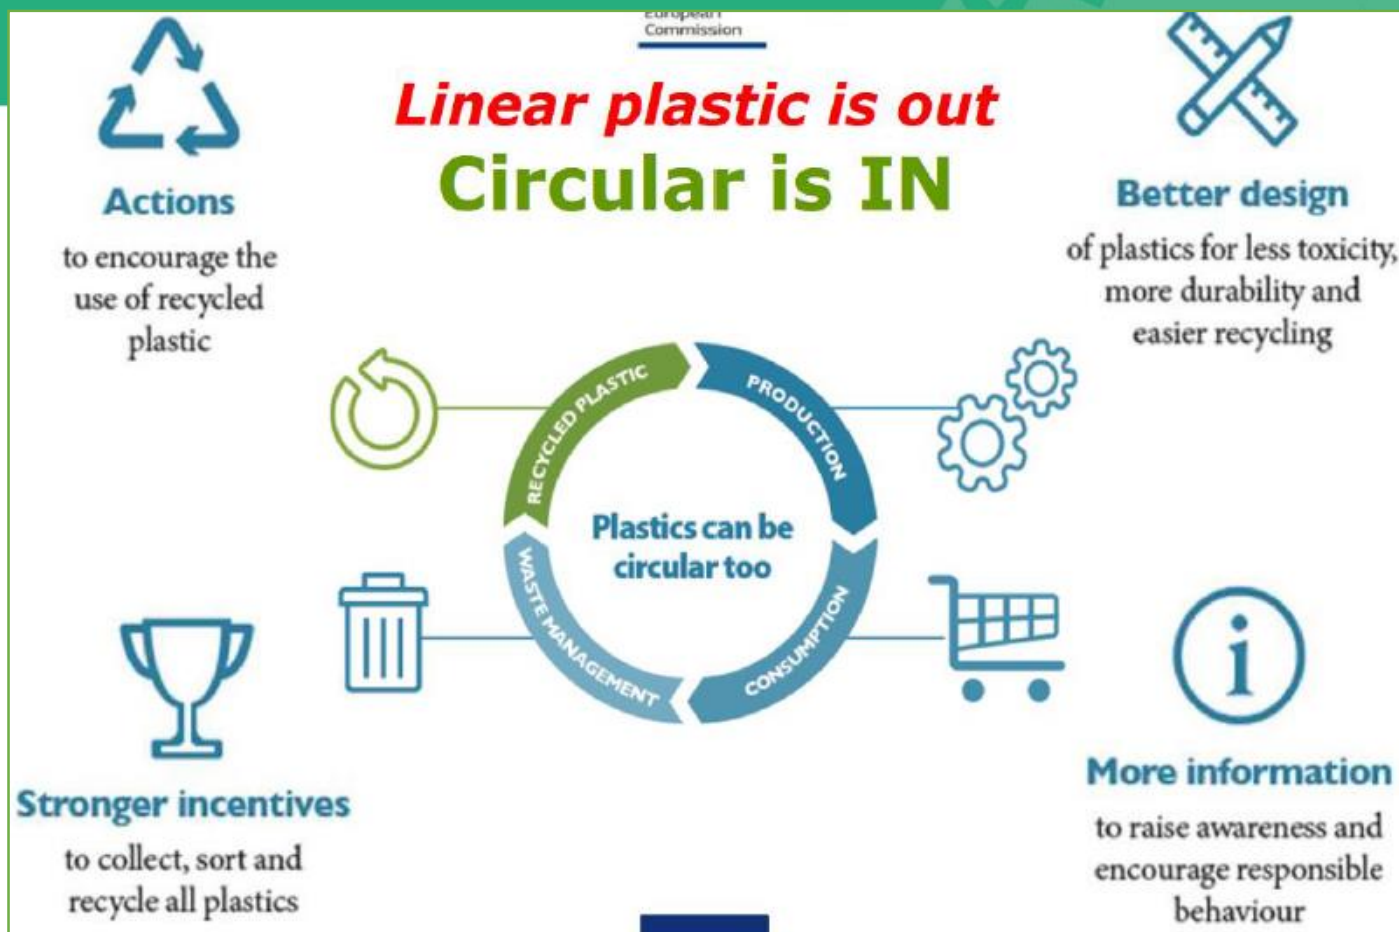 European
Commission
Linear plastic is out
Circular is IN
Actions
to encourage the
use of recycled
plastic
Better design
of plastics for less toxicity,
more durability and
easier recycling
RECYCLED PLASTIC
PRODUCTION
CONSUMPTION
WASTE MANAGEMENT
Plastics can be
circular too
Stronger incentives
to collect, sort and
recycle all plastics
More information
to raise awareness and
encourage responsible
behaviour